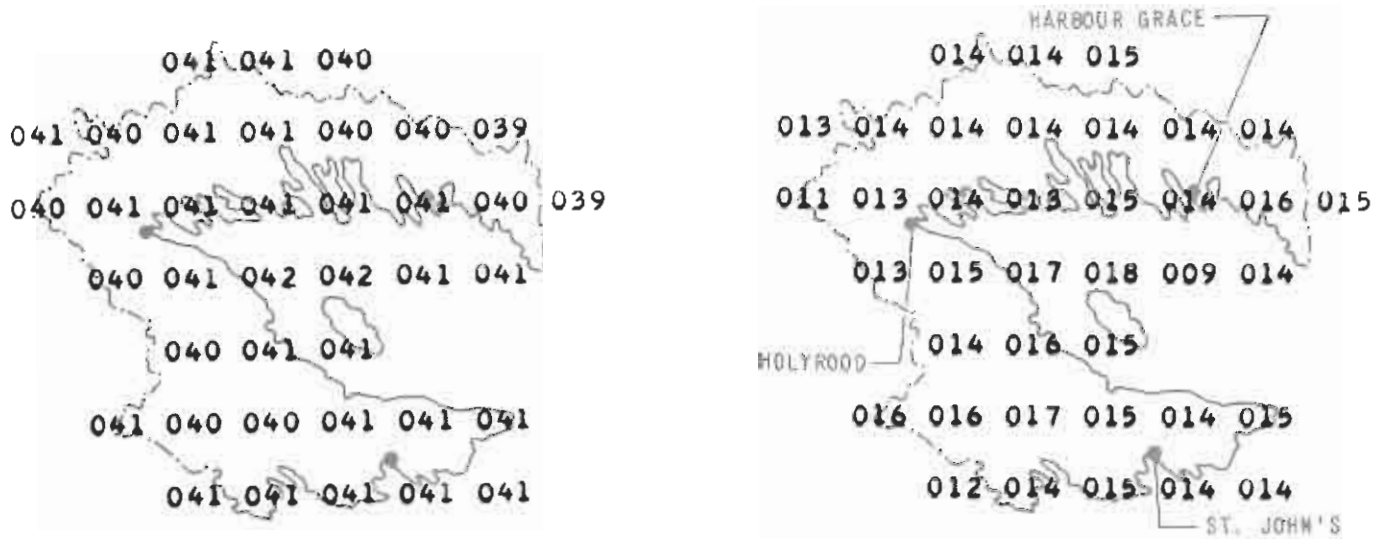 HARBOUR GRACE
041 041 040
041 040 041 041 040 040 039
040 041 041 041 041 041 040 039
040 041 042 042 041 041
040 041 041
041 040 040 041 041 041
041 041 041 041 041
014 014 015
013 014 014 014 014 014 014
011 013 014 013 015 014 016 015
013 015 017 018 009 014
014 016 015
HOLYROOD
016 016 017 015 014 015
012 014 015 014 014
ST. JOHN'S